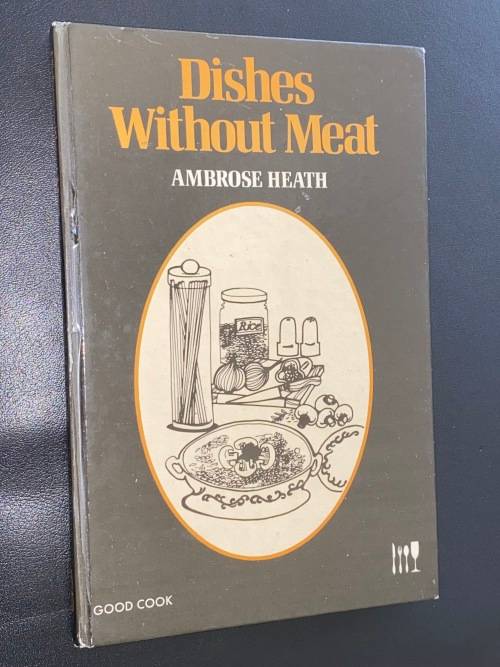 Dishes
Without Meat
AMBROSE HEATH
Rice
GOOD COOK